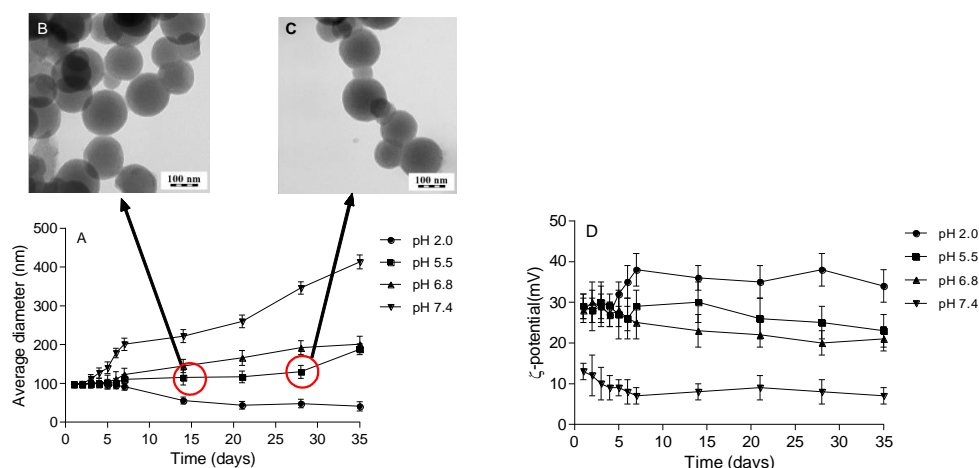 B
C
100 nm
100 nm
A
Average diameter (nm)
500
400
300
200
100
0
0 5 10 15 20 25 30 35
Time (days)
pH 2.0
pH 5.5
pH 6.8
pH 7.4
D
ζ-potential(mV)
50
40
30
20
10
0
0 5 10 15 20 25 30 35
Time (days)
pH 2.0
pH 5.5
pH 6.8
pH 7.4